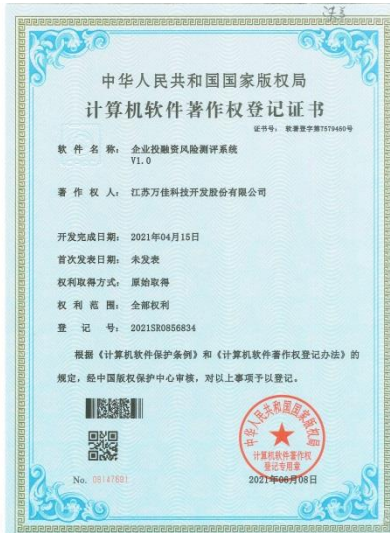 中华人民共和国国家版权局
计算机软件著作权登记证书
证书号： 软著登字第7579460号
软件名称： 企业投融资风险测评系统
V1.0
著作权人： 江苏万佳科技开发股份有限公司
开发完成日期： 2021年04月15日
首次发表日期： 未发表
权利取得方式： 原始取得
权利范围： 全部权利
登记号： 2021SR0856834
根据《计算机软件保护条例》和《计算机软件著作权登记办法》的
规定，经中国版权保护中心审核，对以上事项予以登记。
中华人民共和国国家版权局
计算机软件著作权
登记专用章
No. 08147601
2021年06月08日